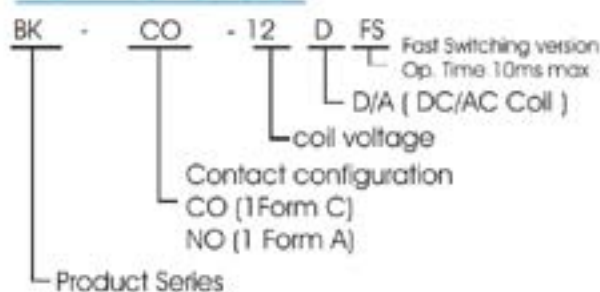 BK - CO - 12 D FS
Fast Switching version
Op. Time 10ms max
D/A ( DC/AC Coil )
coil voltage
Contact configuration
CO (1Form C)
NO (1 Form A)
Product Series